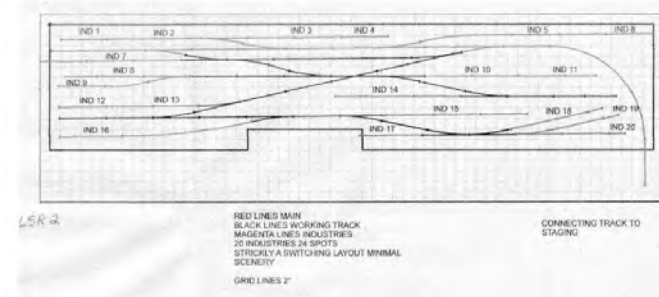 IND 1
IND 2
IND 3
IND 4
IND 5
IND 6
IND 7
IND 8
IND 9
IND 10
IND 11
IND 12
IND 13
IND 14
IND 15
IND 16
IND 17
IND 18
IND 19
IND 20
LSR 2
RED LINES MAIN
BLACK LINES WORKING TRACK
MAGENTA LINES INDUSTRIES
20 INDUSTRIES 24 SPOTS
STRICKLY A SWITCHING LAYOUT MINIMAL
SCENERY
GRID LINES 2"
CONNECTING TRACK TO
STAGING